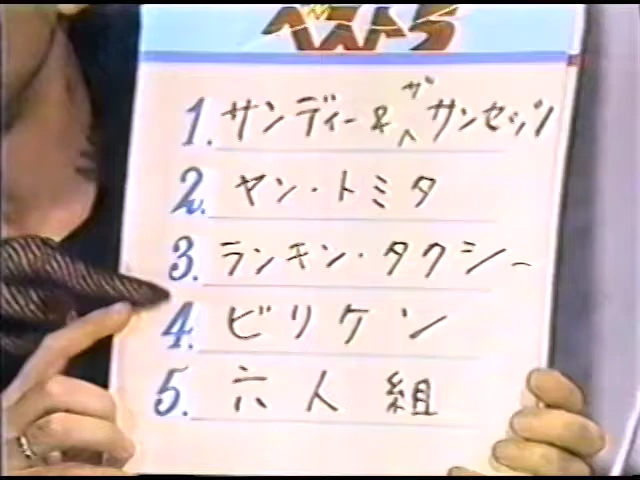 ベストラ
1. サンディー & ザ サンセッツ
2. ヤン・トミタ
3. ランキン・タクシー
4. ビリケン
5. 六人組